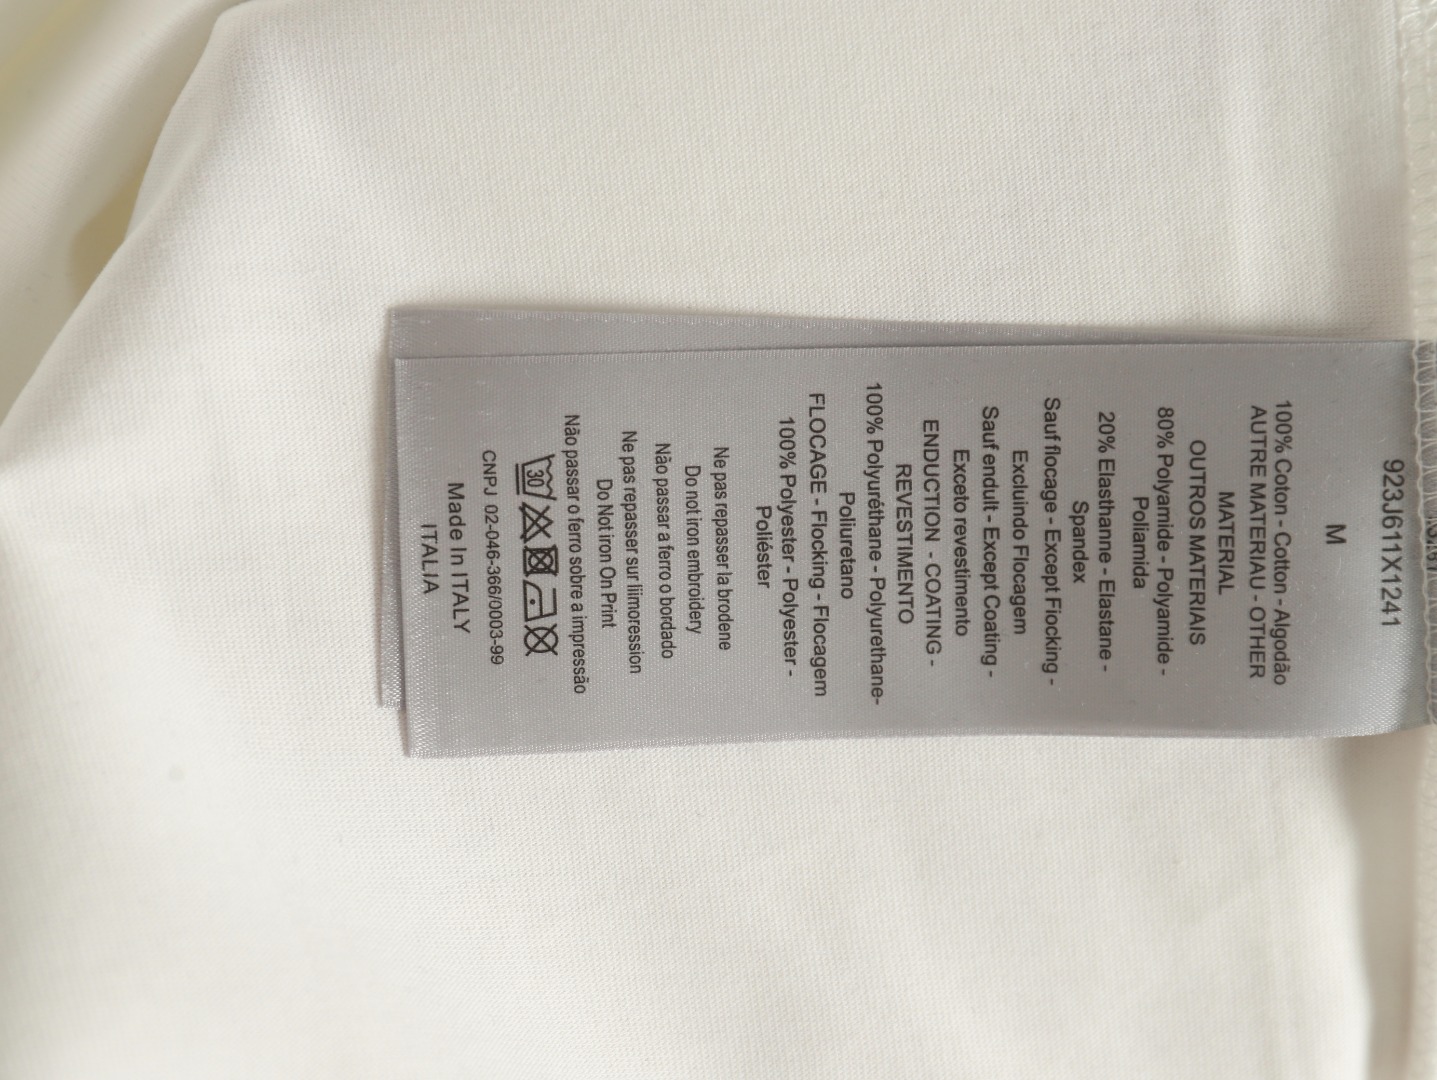 923J611X1241
M
100% Coton - Cotton - Algodão
AUTRE MATERIAU - OTHER
MATERIAL
OUTROS MATERIAIS
80% Polyamide - Polyamide -
Poliamida
20% Elasthanne - Elastane -
Spandex
Sauf flocage - Except Fiocking -
Excluindo Flocagem
Sauf endult - Except Coating -
Exceto revestimento
ENDUCTION - COATING -
REVESTIMENTO
100% Polyuréthane - Polyurethane-
Poliuretano
FLOCAGE - Flocking - Flocagem
100% Polyester - Polyester -
Poliéster
Ne pas repasser la brodene
Do not iron embroidery
Não passar a ferro o bordado
Ne pas repasser sur liimoression
Do Not iron On Print
Não passar o ferro sobre a impressão
30
CNPJ 02-046-366/0003-99
Made In ITALY
ITALIA